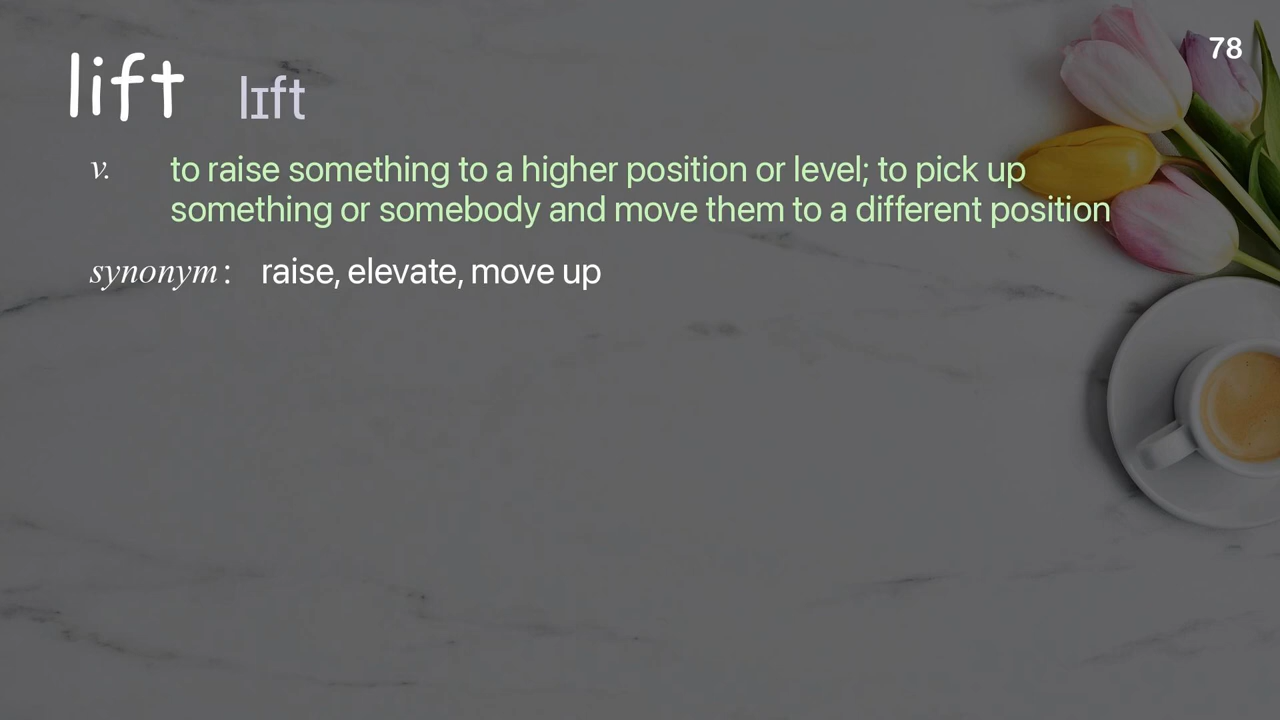 78
lift lɪft
v. to raise something to a higher position or level; to pick up
something or somebody and move them to a different position
synonym : raise, elevate, move up